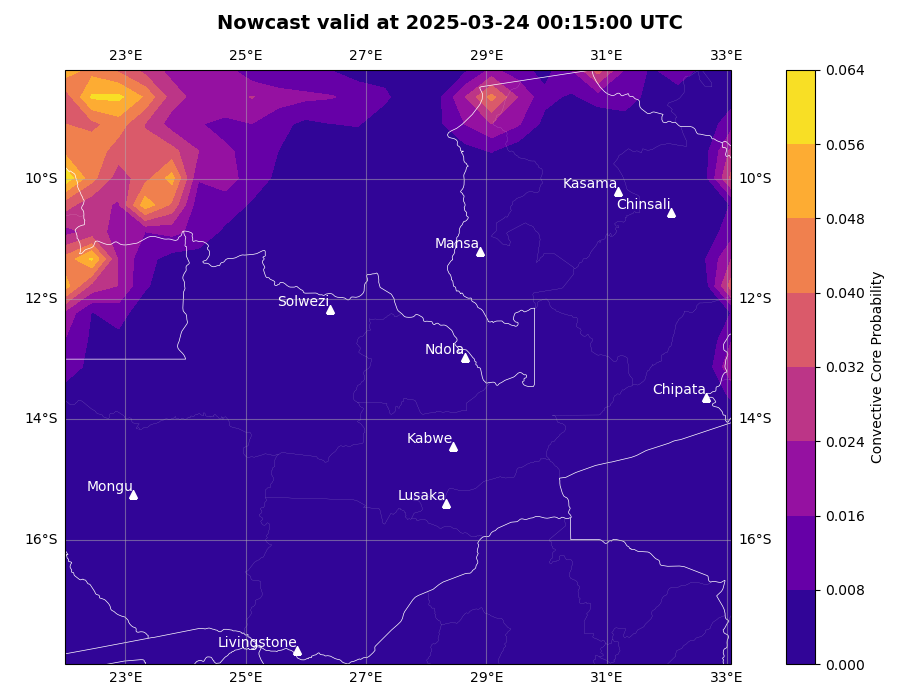 Nowcast valid at 2025-03-24 00:15:00 UTC
23°E 25°E 27°E 29°E 31°E 33°E
0.064
0.056
10°S Kasama 10°S
Chinsali
0.048
Mansa
0.040
12°S Solwezi 12°S
0.032
Ndola
Chipata
14°S 14°S
0.024
Kabwe
Mongu
Lusaka
0.016
16°S 16°S
0.008
Livingstone
0.000
23°E 25°E 27°E 29°E 31°E 33°E
Convective Core Probability